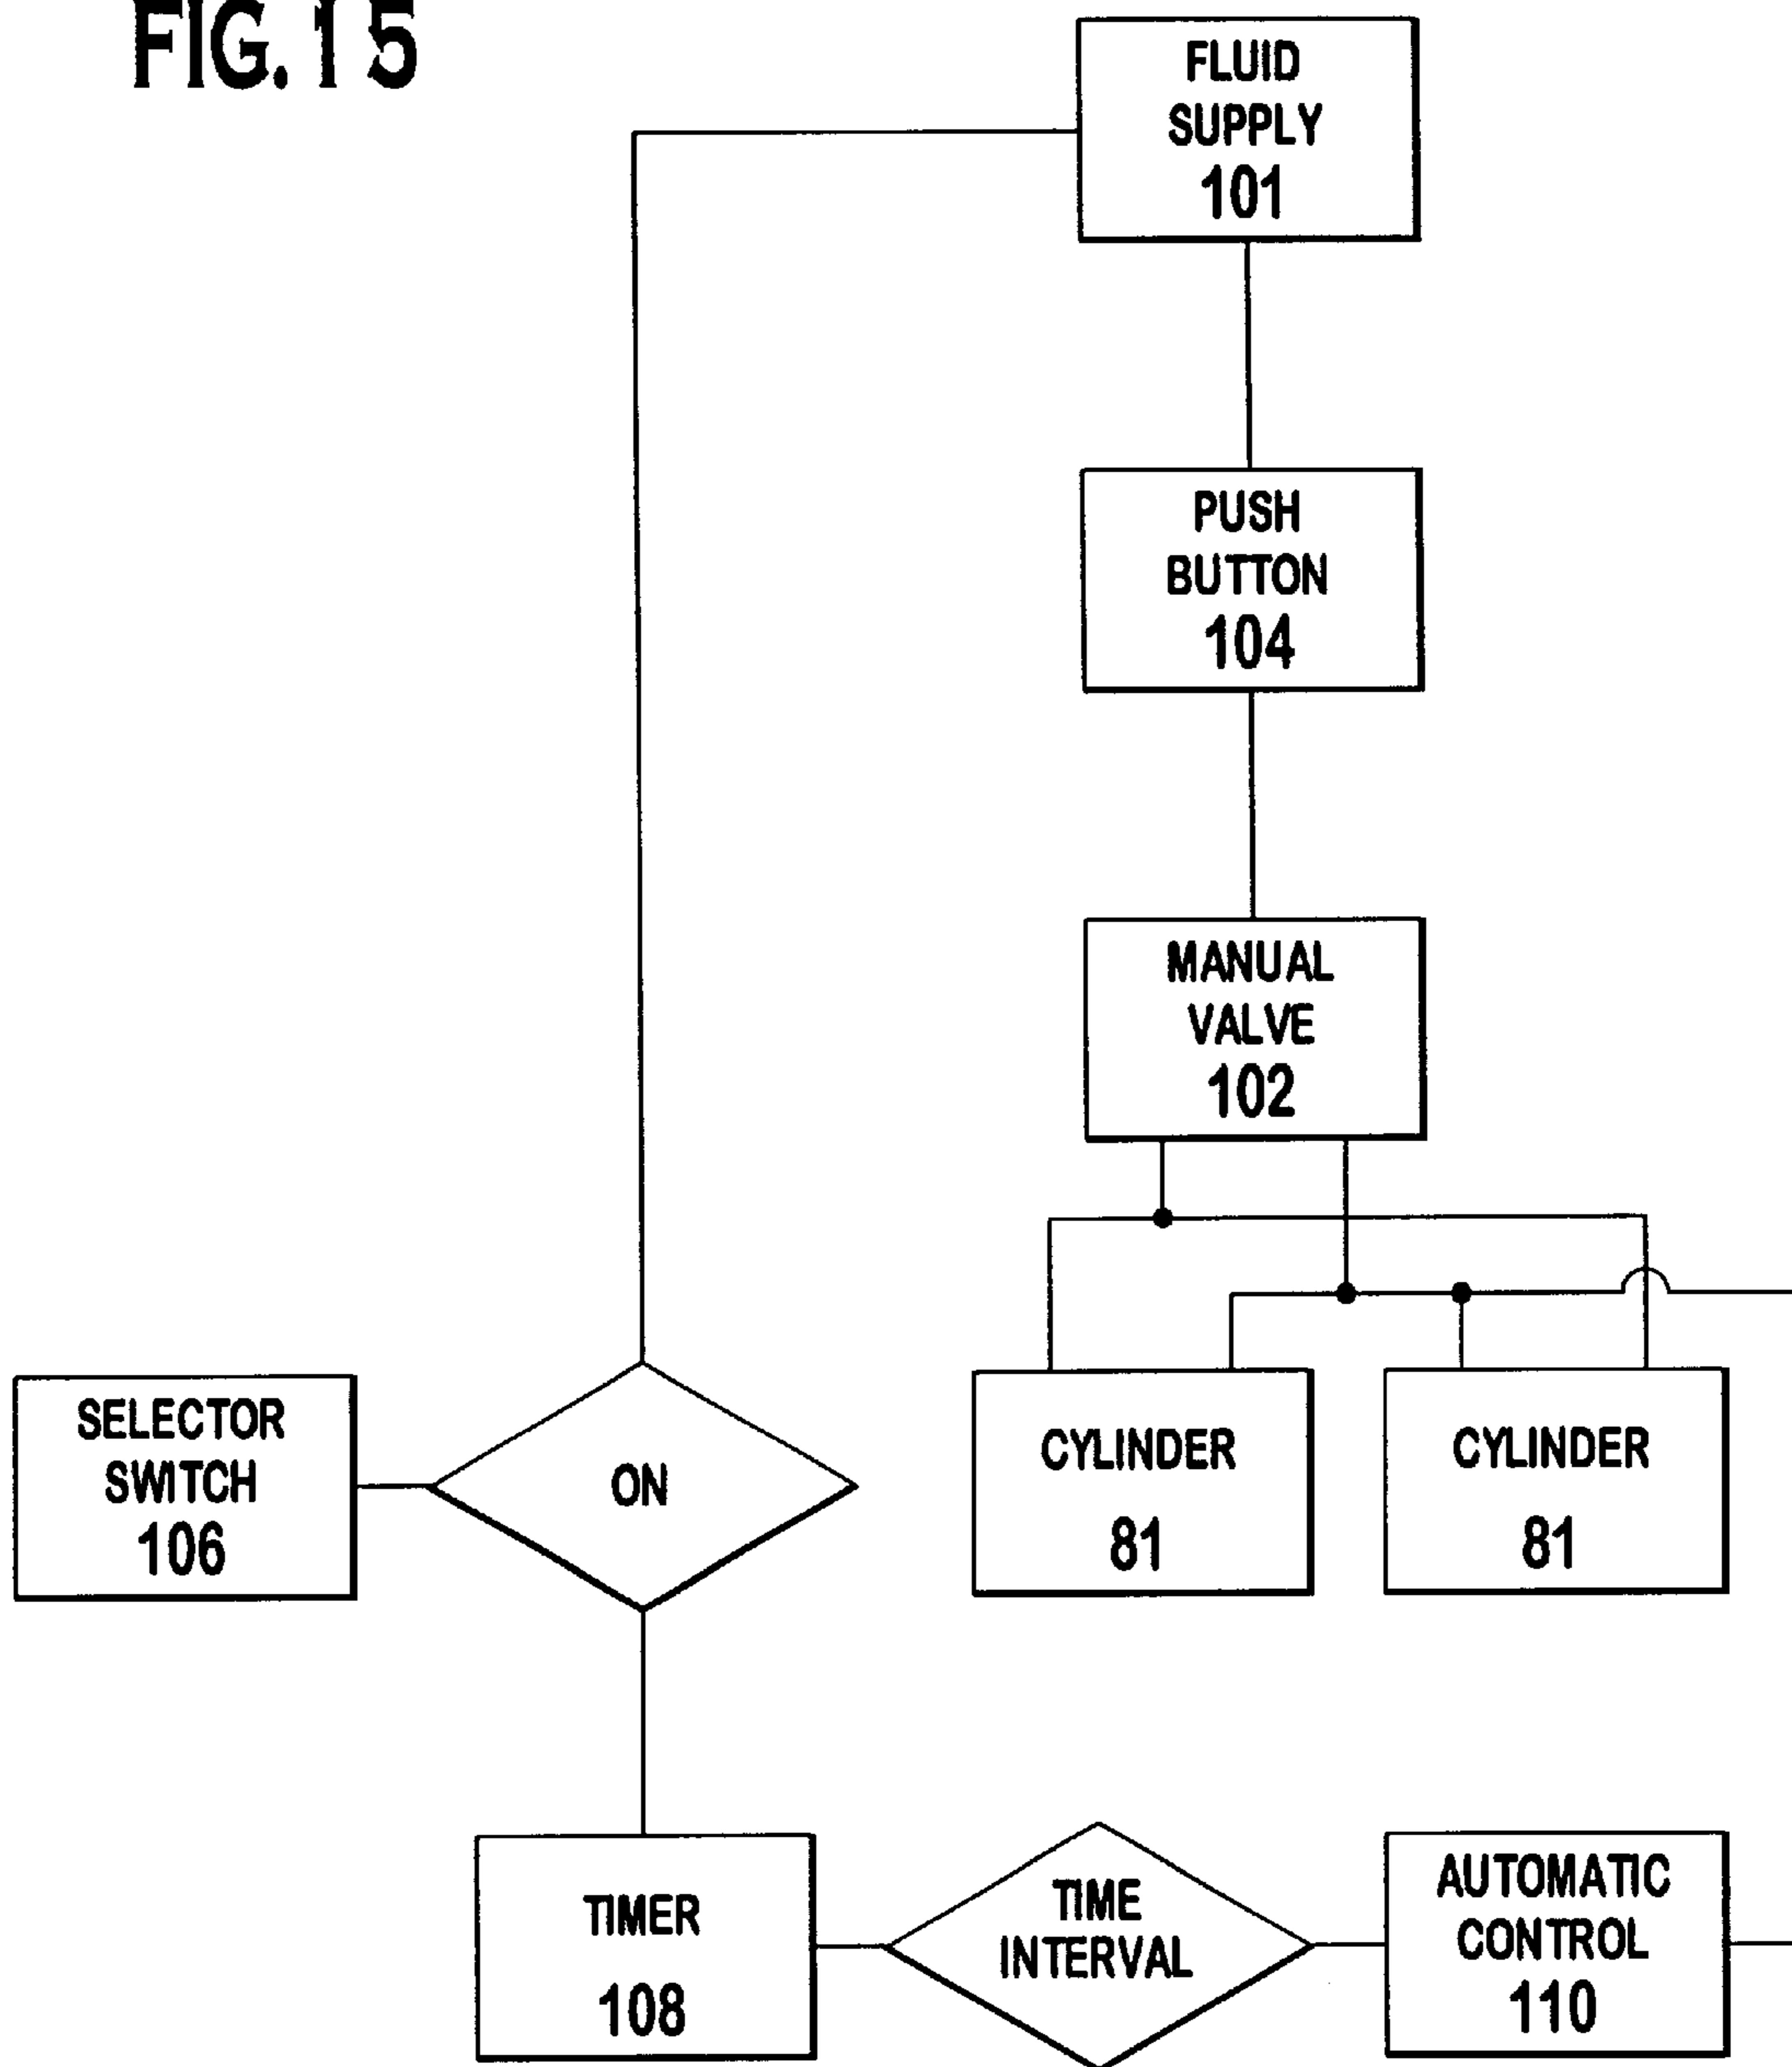 FIG. 15
FLUID
SUPPLY
101
PUSH
BUTTON
104
MANUAL
VALVE
102
SELECTOR
SWITCH
106
ON
CYLINDER
81
CYLINDER
81
TIMER
108
TIME
INTERVAL
AUTOMATIC
CONTROL
110